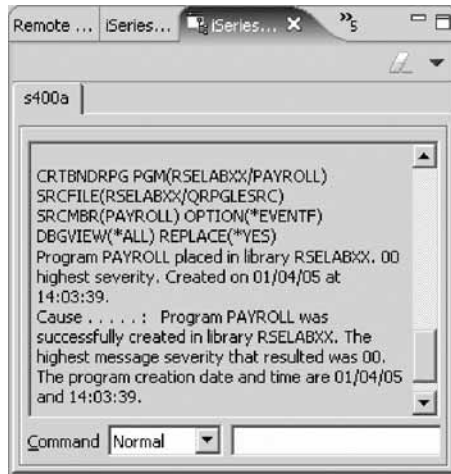 Remote ... iSeries... iSeries... X »5
s400a
CRTBNDRPG PGM(RSELABXX/PAYROLL)
SRCFILE(RSELABXX/QRPGLESRC)
SRCMBR(PAYROLL) OPTION(*EVENTF)
DBGVIEW(*ALL) REPLACE(*YES)
Program PAYROLL placed in library RSELABXX. 00
highest severity. Created on 01/04/05 at
14:03:39.
Cause . . . . . :   Program PAYROLL was
successfully created in library RSELABXX. The
highest message severity that resulted was 00.
The program creation date and time are 01/04/05
and 14:03:39.
Command Normal